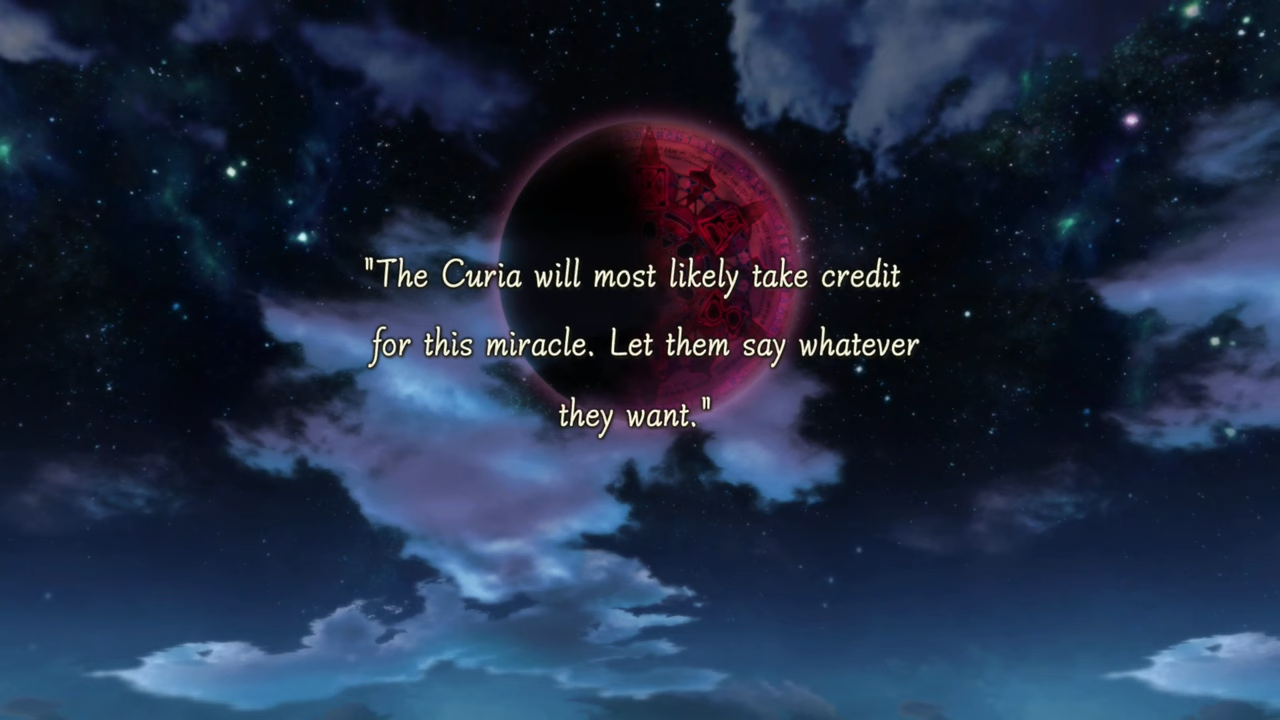 "The Curia will most likely take credit
for this miracle. Let them say whatever
they want."